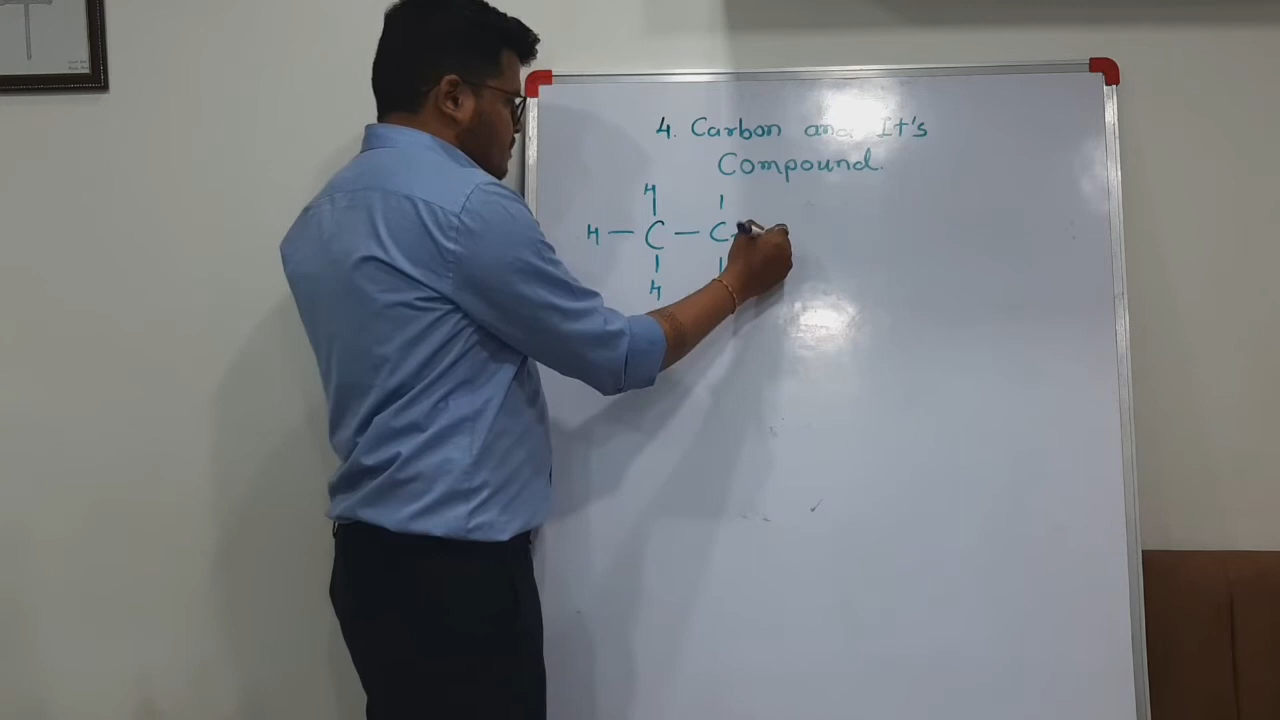 4. Carbon and It's
Compound.
H
H — C — C
H